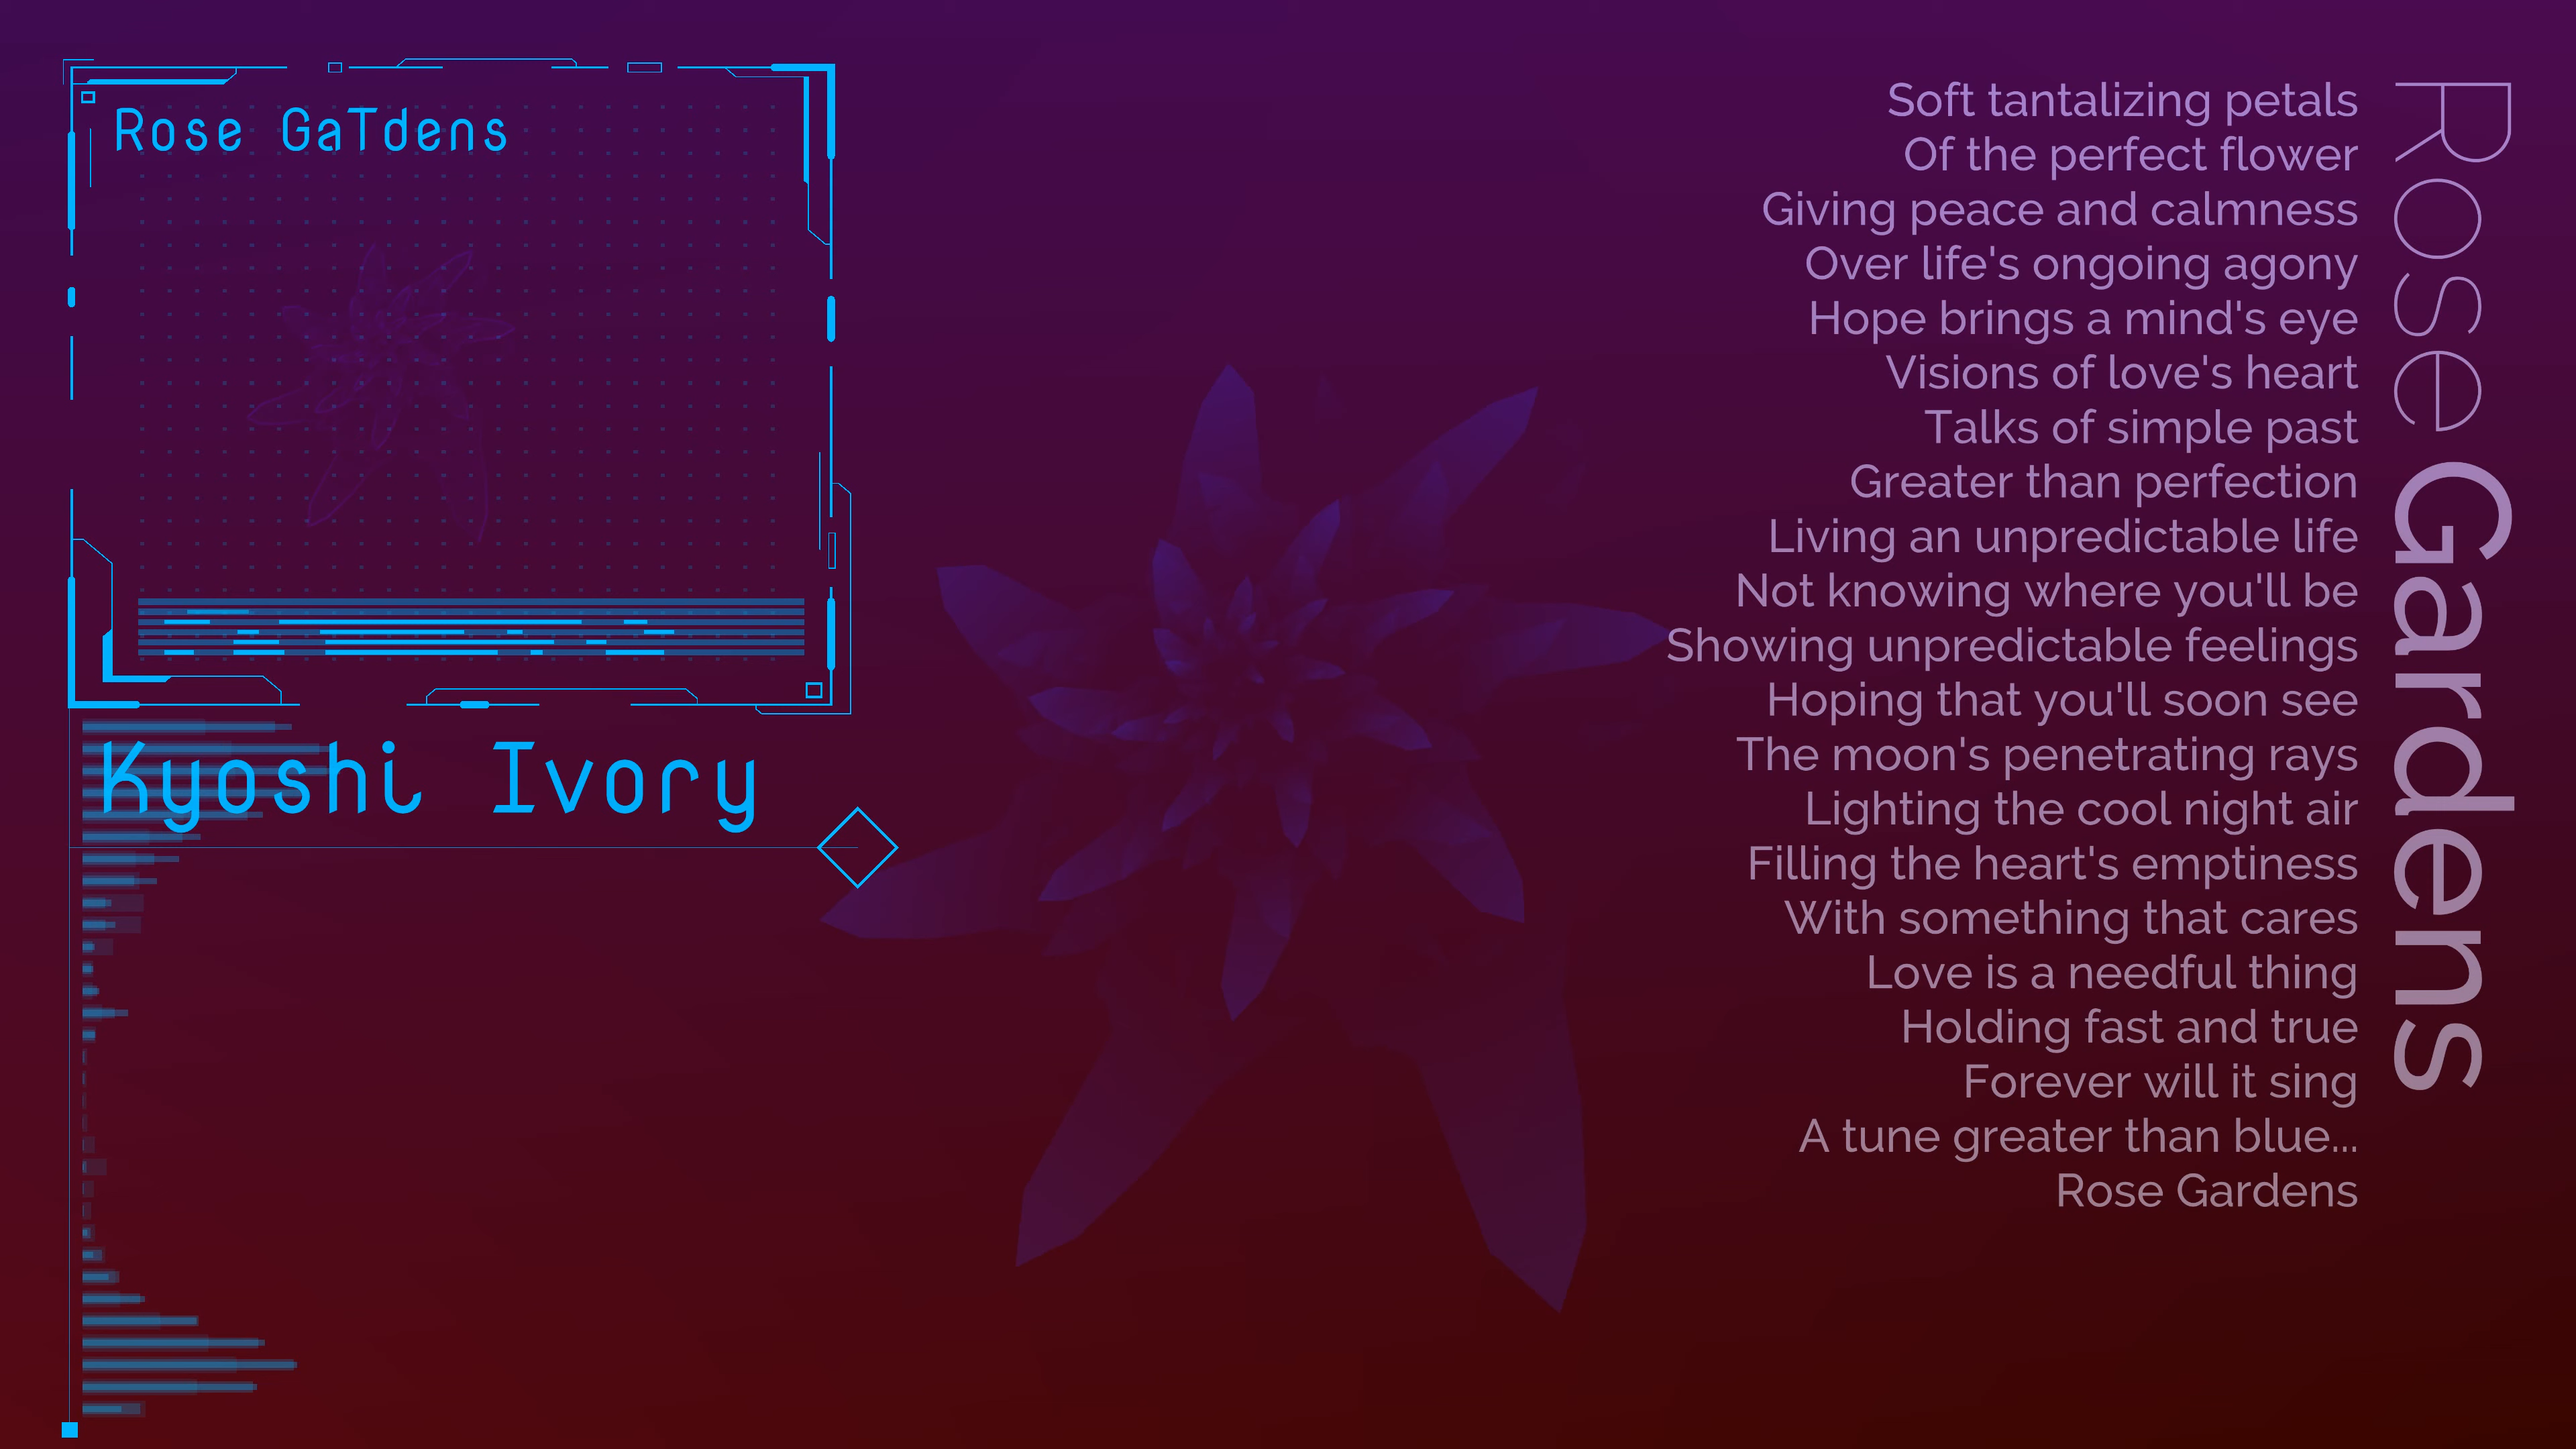 Rose GaTdens
Kyoshi Ivory
Rose Gardens
Soft tantalizing petals
Of the perfect flower
Giving peace and calmness
Over life's ongoing agony
Hope brings a mind's eye
Visions of love's heart
Talks of simple past
Greater than perfection
Living an unpredictable life
Not knowing where you'll be
Showing unpredictable feelings
Hoping that you'll soon see
The moon's penetrating rays
Lighting the cool night air
Filling the heart's emptiness
With something that cares
Love is a needful thing
Holding fast and true
Forever will it sing
A tune greater than blue...
Rose Gardens